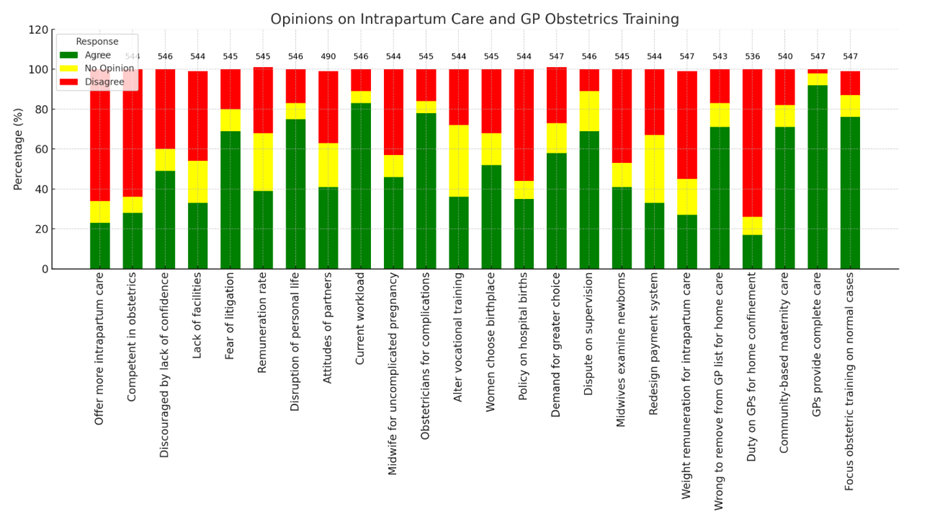 Opinions on Intrapartum Care and GP Obstetrics Training
Response
Agree
No Opinion
Disagree
544 546 544 545 545 546 490 546 544 545 544 545 544 547 546 545 544 547 543 536 540 547 547
Percentage (%)
120
100
80
60
40
20
0
Offer more intrapartum care
Competent in obstetrics
Discouraged by lack of confidence
Lack of facilities
Fear of litigation
Remuneration rate
Disruption of personal life
Attitudes of partners
Current workload
Midwife for uncomplicated pregnancy
Obstetricians for complications
Alter vocational training
Women choose birthplace
Policy on hospital births
Demand for greater choice
Dispute on supervision
Midwives examine newborns
Redesign payment system
Weight remuneration for intrapartum care
Wrong to remove from GP list for home care
Duty on GPs for home confinement
Community-based maternity care
GPs provide complete care
Focus obstetric training on normal cases